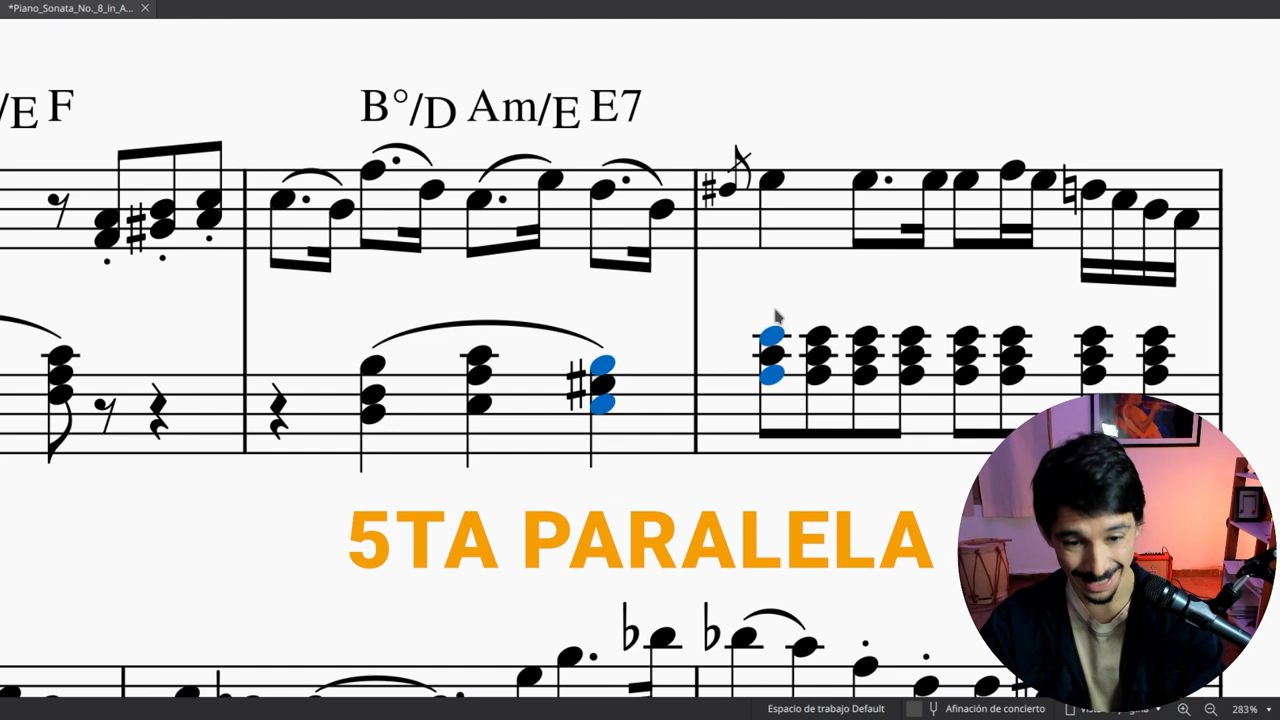 *Piano_Sonata_No._8_in_A...
/E F
B°/D Am/E E7
5TA PARALELA
Espacio de trabajo Default
Afinación de concierto
283%